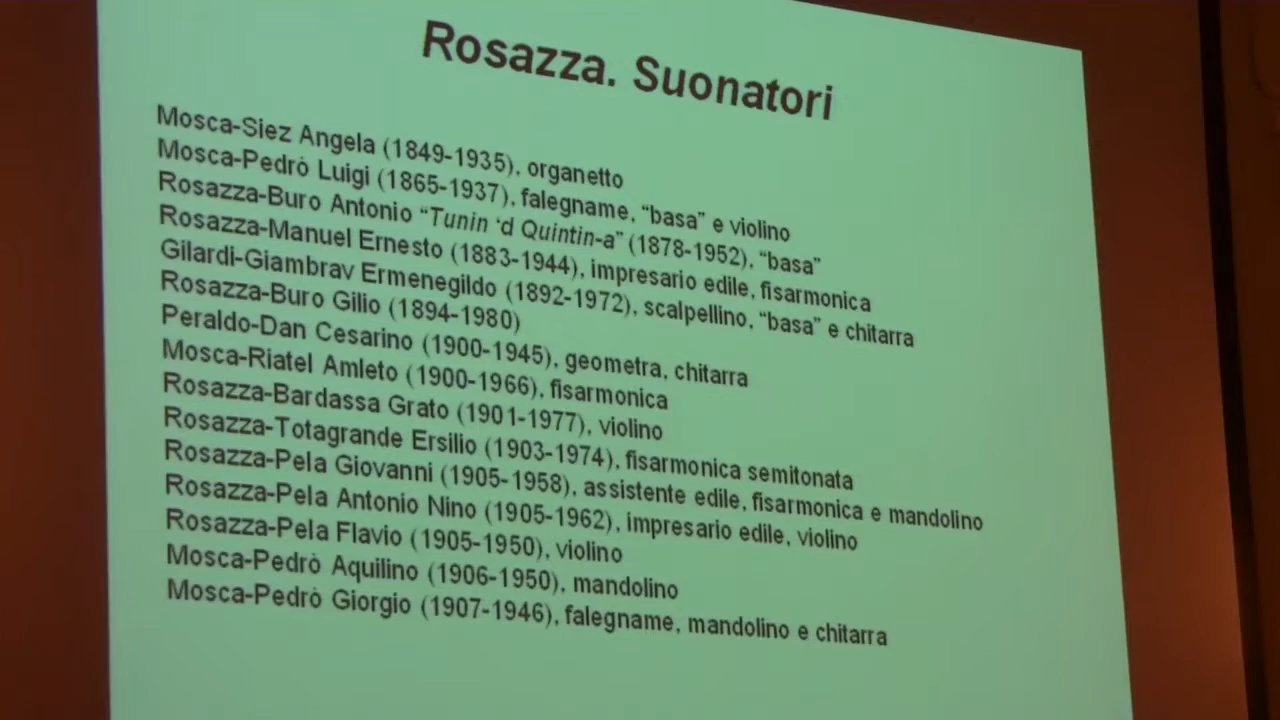 Rosazza. Suonatori
Mosca-Siez Angela (1849-1935), organetto
Mosca-Pedrò Luigi (1865-1937), falegname, “basa” e violino
Rosazza-Buro Antonio “Tunin ‘d Quintin-a” (1878-1952), “basa”
Rosazza-Manuel Ernesto (1883-1944), impresario edile, fisarmonica
Gilardi-Giambrav Ermenegildo (1892-1972), scalpellino, “basa” e chitarra
Rosazza-Buro Gilio (1894-1980)
Peraldo-Dan Cesarino (1900-1945), geometra, chitarra
Mosca-Riatel Amleto (1900-1966), fisarmonica
Rosazza-Bardassa Grato (1901-1977), violino
Rosazza-Totagrande Ersilio (1903-1974), fisarmonica semitonata
Rosazza-Pela Giovanni (1905-1958), assistente edile, fisarmonica e mandolino
Rosazza-Pela Antonio Nino (1905-1962), impresario edile, violino
Rosazza-Pela Flavio (1905-1950), violino
Mosca-Pedrò Aquilino (1906-1950), mandolino
Mosca-Pedrò Giorgio (1907-1946), falegname, mandolino e chitarra